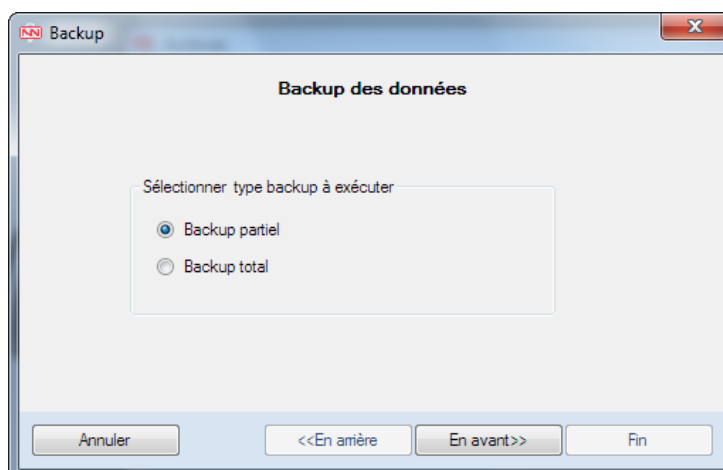 Backup
Backup des données
Sélectionner type backup à exécuter
Backup partiel
Backup total
Annuler
<<En arrière
En avant>>
Fin